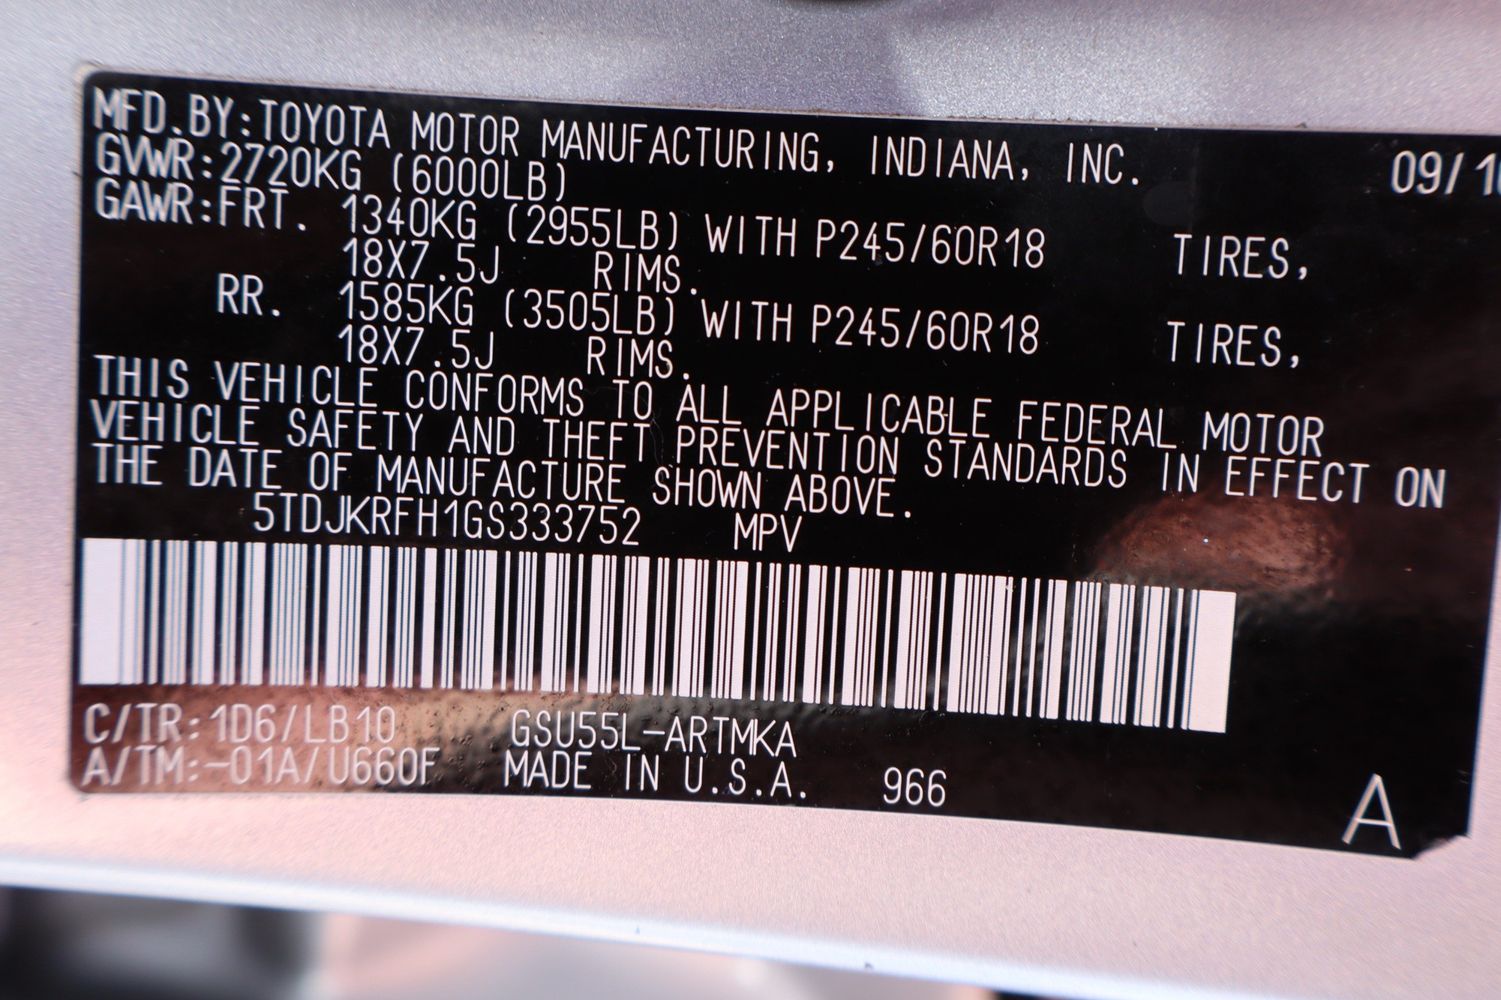 MFD.BY:TOYOTA MOTOR MANUFACTURING, INDIANA, INC. 09/1
GVWR:2720KG (6000LB)
GAWR:FRT. 1340KG (2955LB) WITH P245/60R18 TIRES,
18X7.5J RIMS.
RR. 1585KG (3505LB) WITH P245/60R18 TIRES,
18X7.5J RIMS.
THIS VEHICLE CONFORMS TO ALL APPLICABLE FEDERAL MOTOR
VEHICLE SAFETY AND THEFT PREVENTION STANDARDS IN EFFECT ON
THE DATE OF MANUFACTURE SHOWN ABOVE.
5TDJKRFH1GS333752 MPV
C/TR:1D6/LB10 GSU55L-ARTMKA
A/TM:-01A/U660F MADE IN U.S.A. 966
A